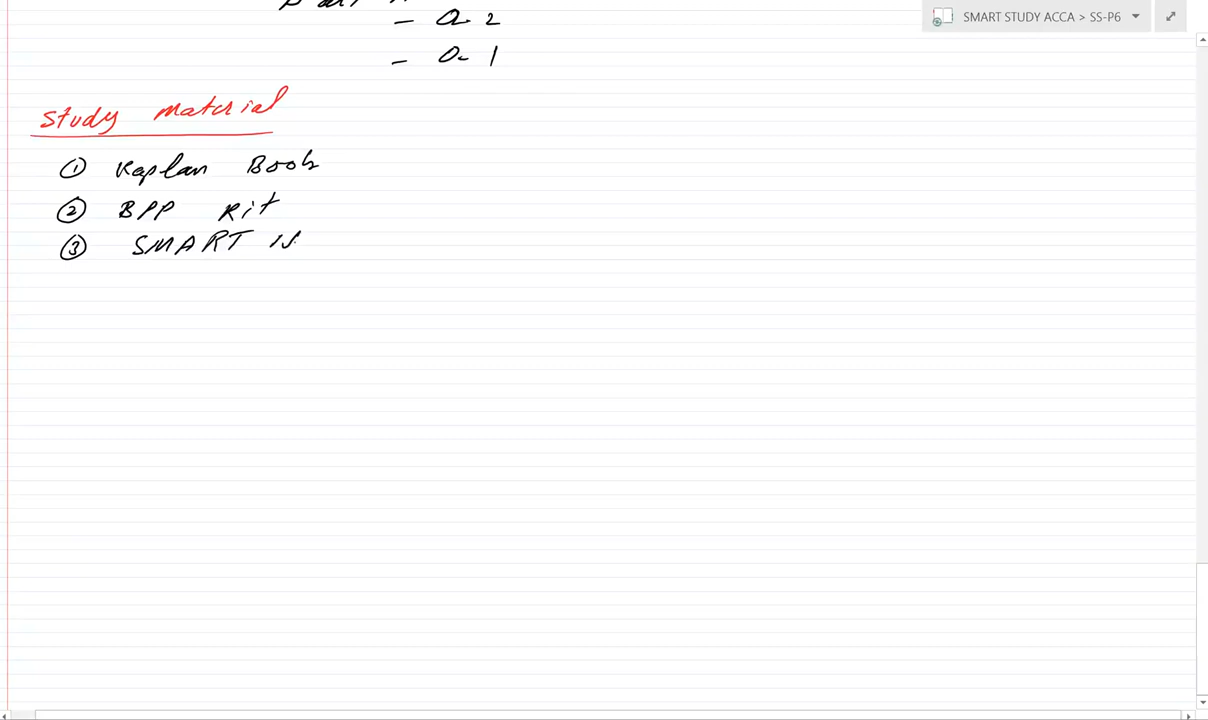 SMART STUDY ACCA > SS-P6
- Q. 2
- Q. 1
Study material
① Kaplan Book
② BPP Kit
③ SMART